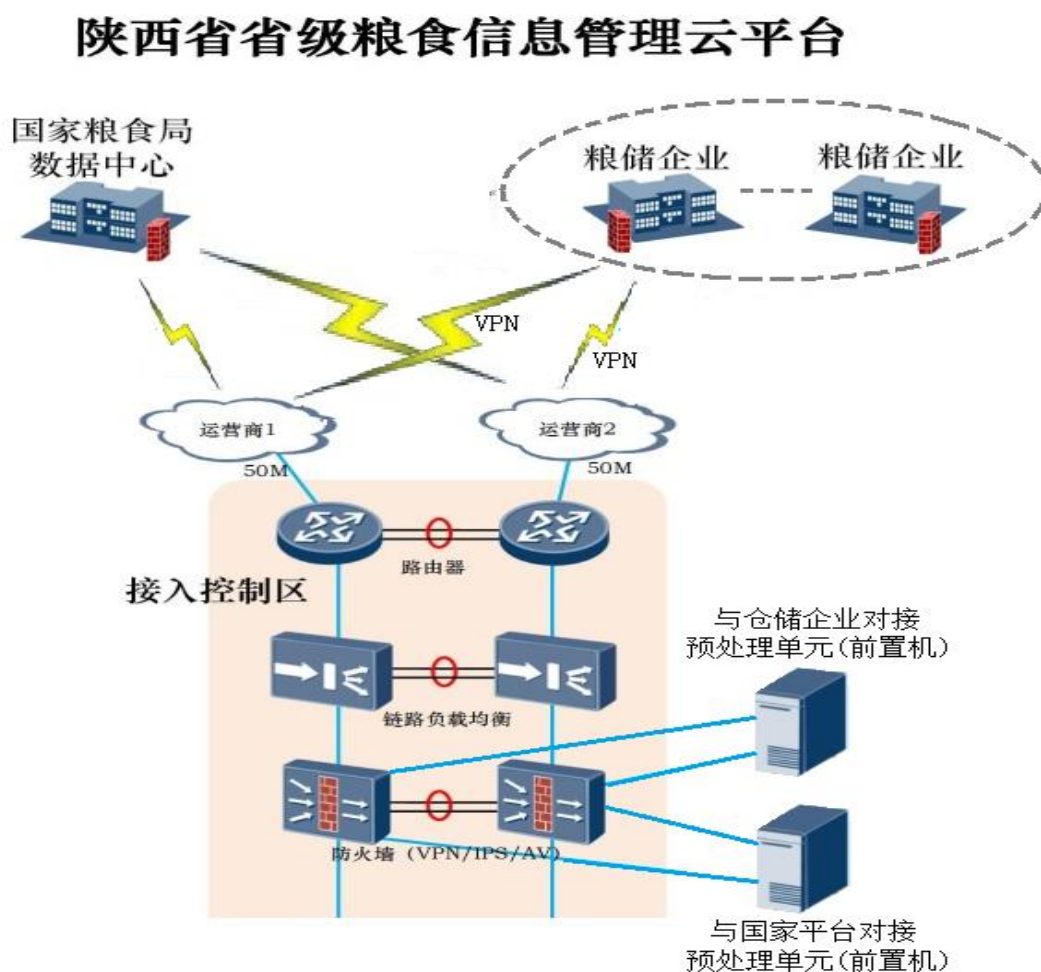 陕西省省级粮食信息管理云平台
国家粮食局
数据中心
粮储企业
粮储企业
VPN
VPN
运营商1
运营商2
50M
50M
路由器
接入控制区
与仓储企业对接
预处理单元(前置机)
链路负载均衡
防火墙（VPN/IPS/AV）
与国家平台对接
预处理单元(前置机)